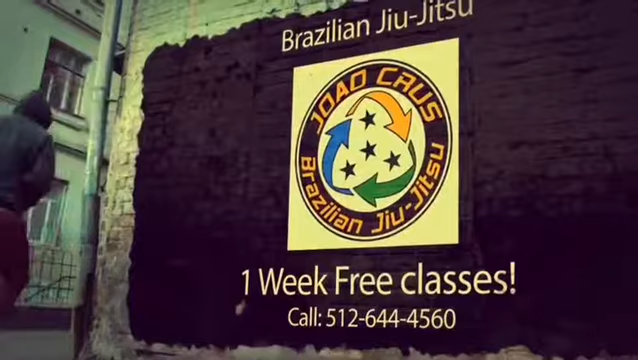 Brazilian Jiu-Jitsu
JOAO CRUS
Brazilian Jiu-Jitsu
1 Week Free classes!
Call: 512-644-4560